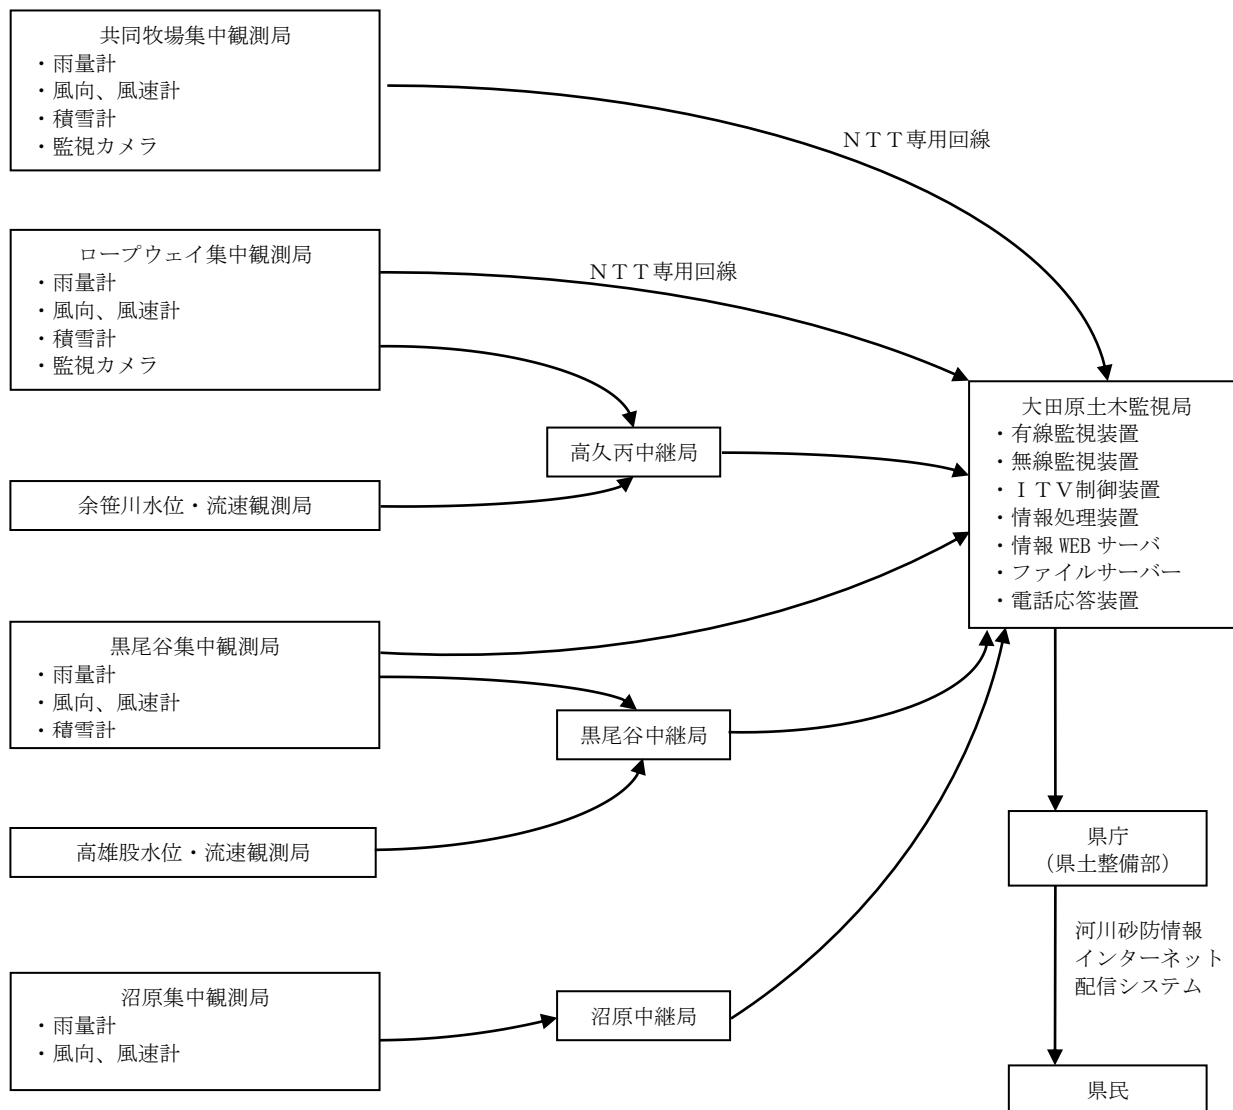 共同牧場集中観測局
・雨量計
・風向、風速計
・積雪計
・監視カメラ
ＮＴＴ専用回線
ロープウェイ集中観測局
・雨量計
・風向、風速計
・積雪計
・監視カメラ
ＮＴＴ専用回線
高久丙中継局
余笹川水位・流速観測局
大田原土木監視局
・有線監視装置
・無線監視装置
・ＩＴＶ制御装置
・情報処理装置
・情報 WEB サーバ
・ファイルサーバー
・電話応答装置
黒尾谷集中観測局
・雨量計
・風向、風速計
・積雪計
黒尾谷中継局
高雄股水位・流速観測局
県庁
（県土整備部）
河川砂防情報
インターネット
配信システム
沼原集中観測局
・雨量計
・風向、風速計
沼原中継局
県民